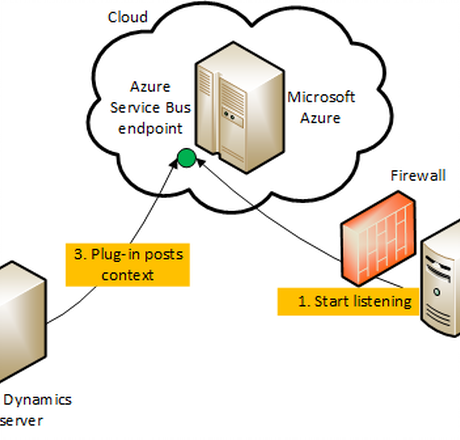 Cloud
Azure
Service Bus
endpoint
Microsoft
Azure
Firewall
3. Plug-in posts
context
1. Start listening
Dynamics
server